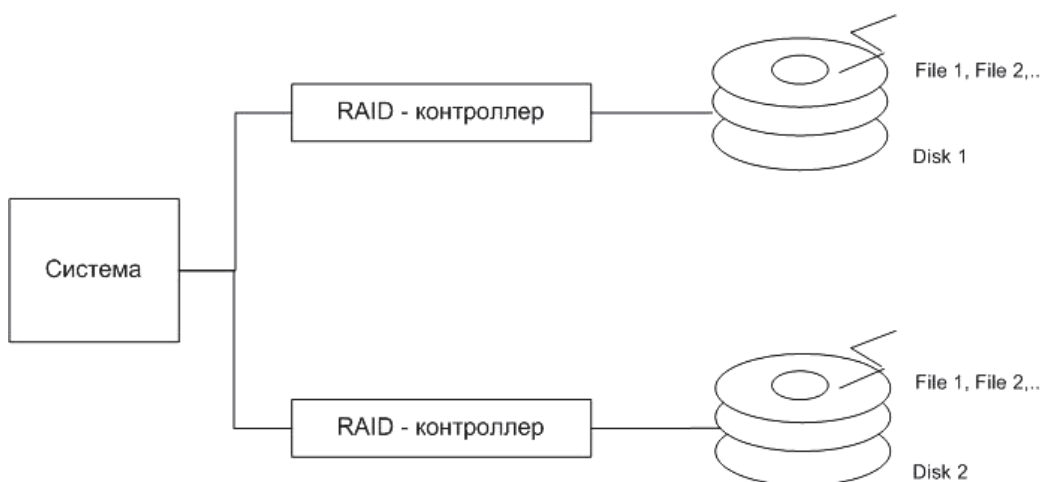 RAID - контроллер
File 1, File 2,..
Disk 1
Система
RAID - контроллер
File 1, File 2,..
Disk 2